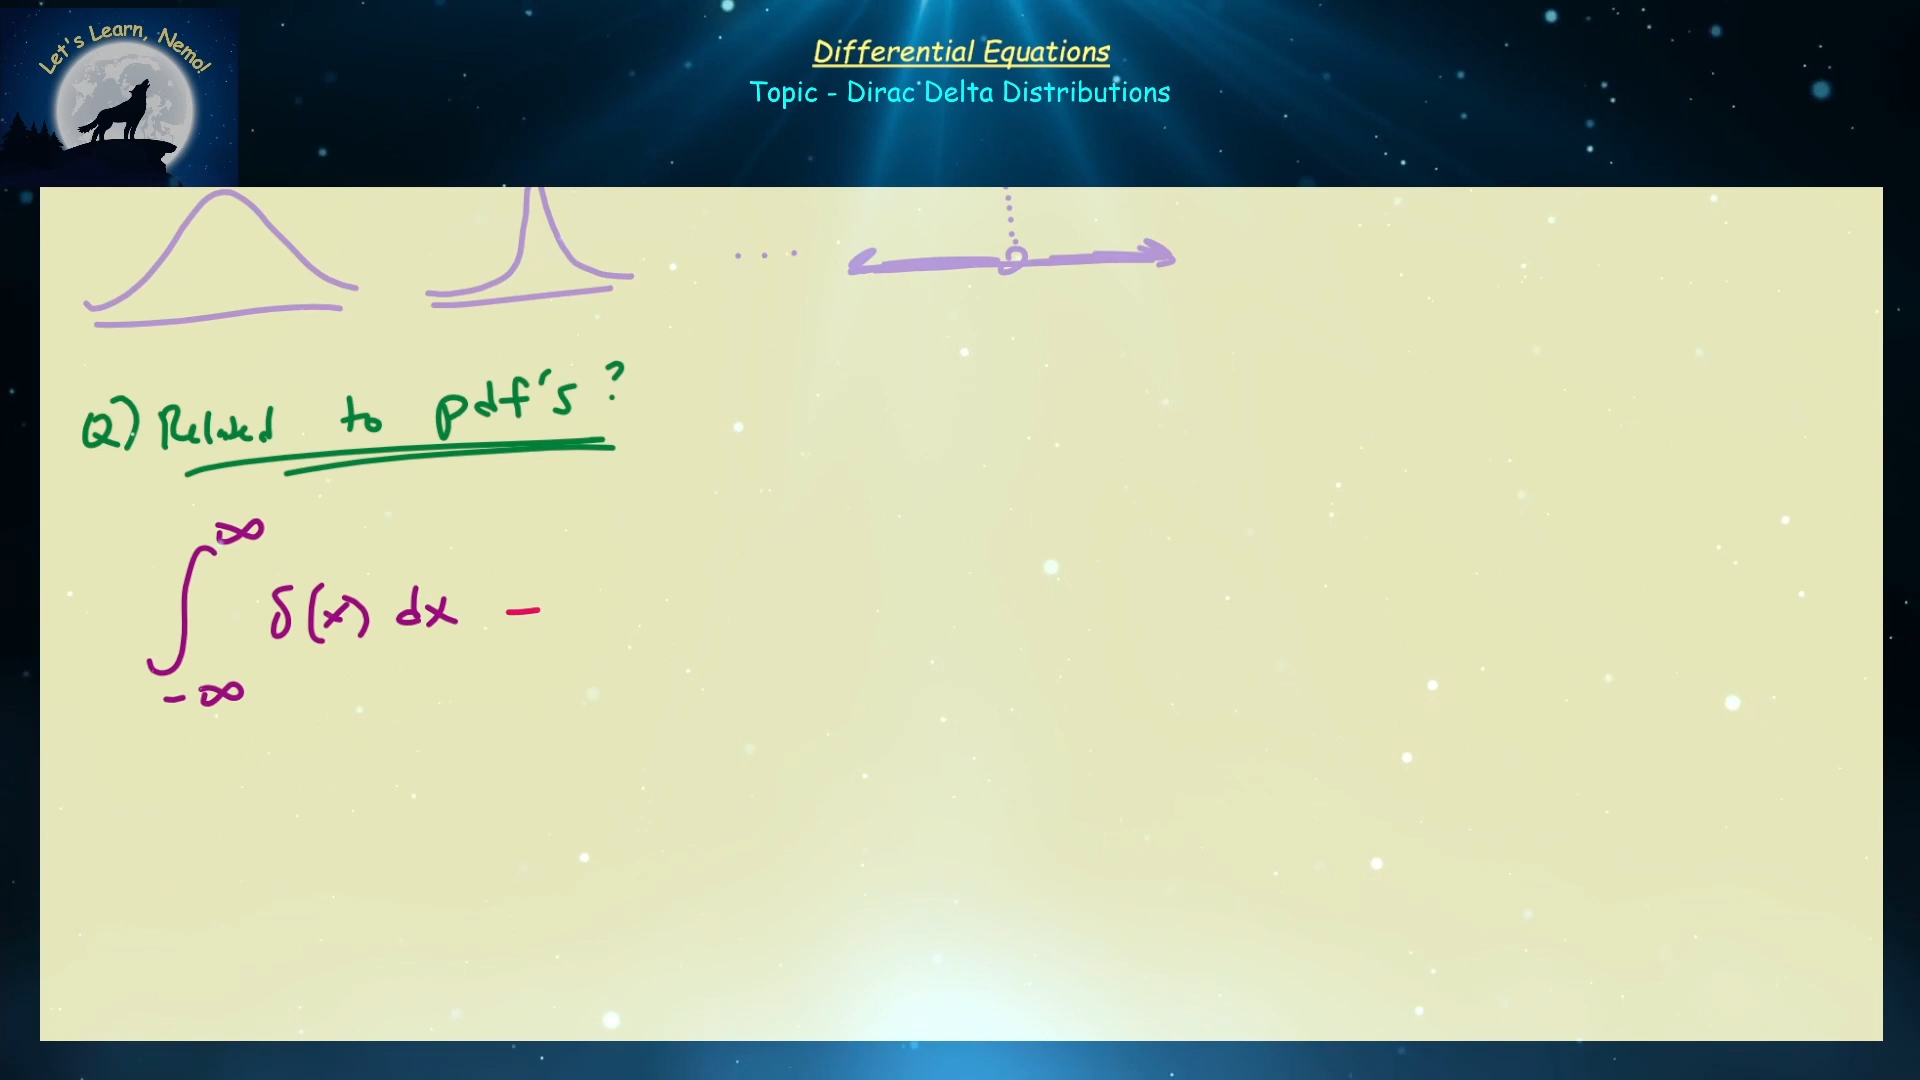 Let's Learn, Nemo!
Differential Equations
Topic - Dirac Delta Distributions
. . .
Q) Related to pdf's?
∫_{-∞}^{∞} δ(x) dx −